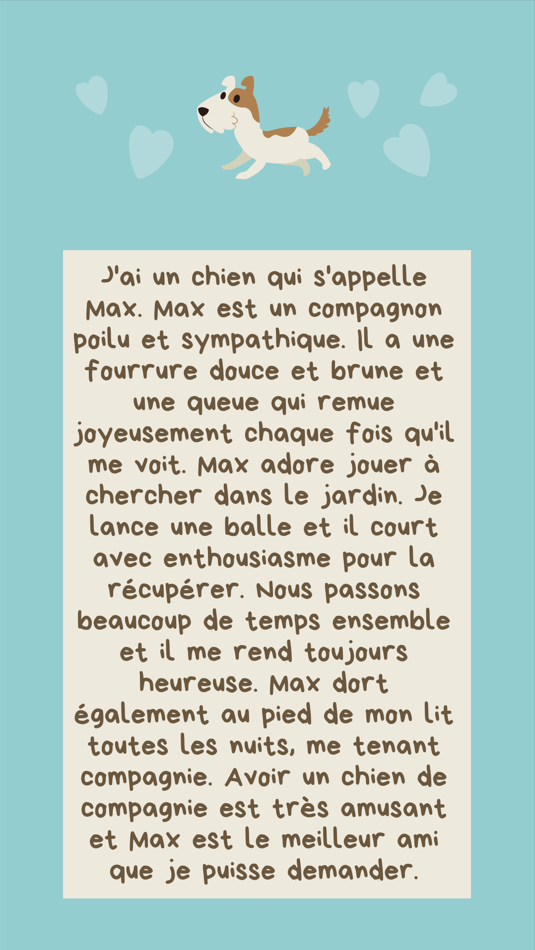 J'ai un chien qui s'appelle
Max. Max est un compagnon
poilu et sympathique. Il a une
fourrure douce et brune et
une queue qui remue
joyeusement chaque fois qu'il
me voit. Max adore jouer à
chercher dans le jardin. Je
lance une balle et il court
avec enthousiasme pour la
récupérer. Nous passons
beaucoup de temps ensemble
et il me rend toujours
heureuse. Max dort
également au pied de mon lit
toutes les nuits, me tenant
compagnie. Avoir un chien de
compagnie est très amusant
et Max est le meilleur ami
que je puisse demander.